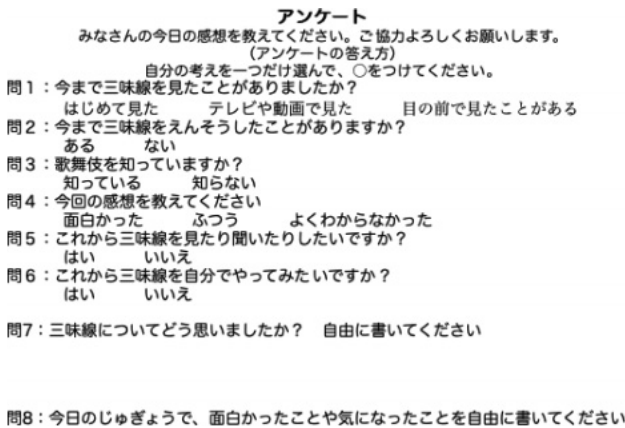 アンケート
みなさんの今日の感想を教えてください。ご協力よろしくお願いします。
(アンケートの答え方)
自分の考えを一つだけ選んで、○をつけてください。
問1：今まで三味線を見たことがありましたか？
はじめて見た　テレビや動画で見た　目の前で見たことがある
問2：今まで三味線をえんそうしたことがありますか？
ある　ない
問3：歌舞伎を知っていますか？
知っている　知らない
問4：今回の感想を教えてください
面白かった　ふつう　よくわからなかった
問5：これから三味線を見たり聞いたりしたいですか？
はい　いいえ
問6：これから三味線を自分でやってみたいですか？
はい　いいえ
問7：三味線についてどう思いましたか？　自由に書いてください
問8：今日のじゅぎょうで、面白かったことや気になったことを自由に書いてください